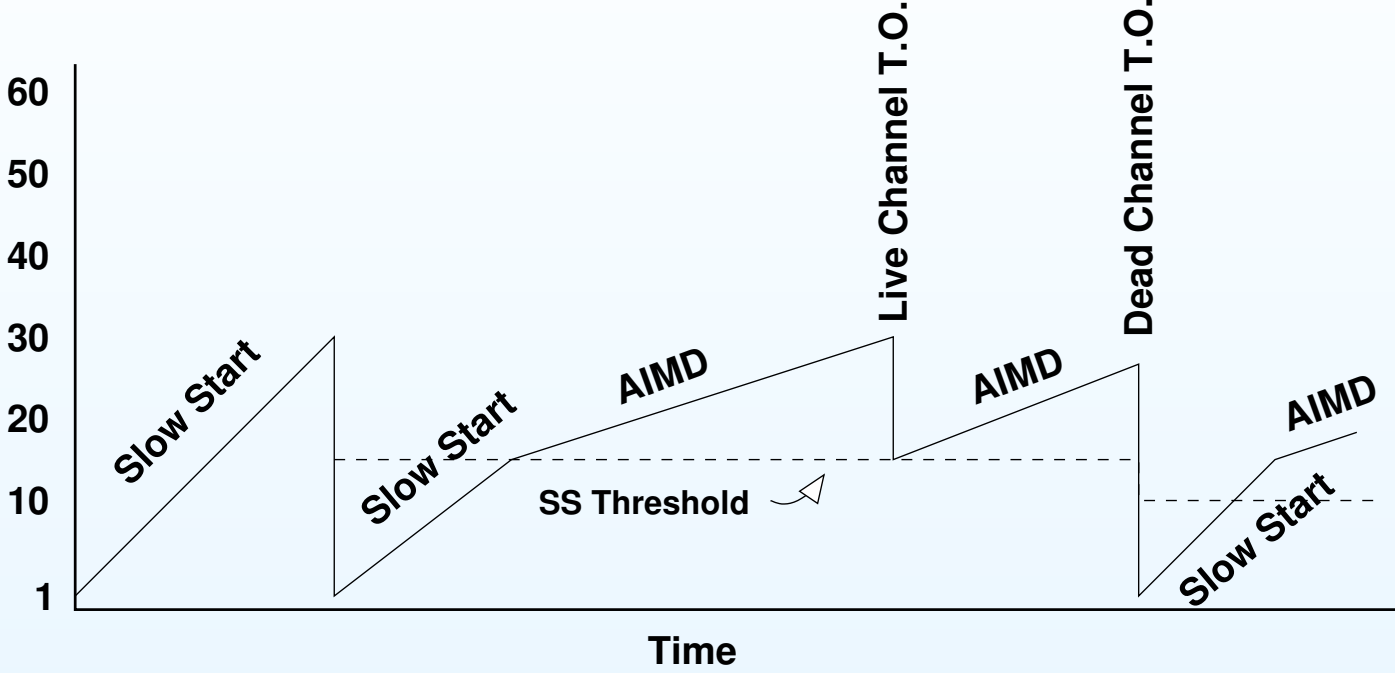 Live Channel T.O.
Dead Channel T.O.
60
50
40
30
20
10
1
Slow Start
Slow Start
AIMD
AIMD
AIMD
Slow Start
SS Threshold
Time